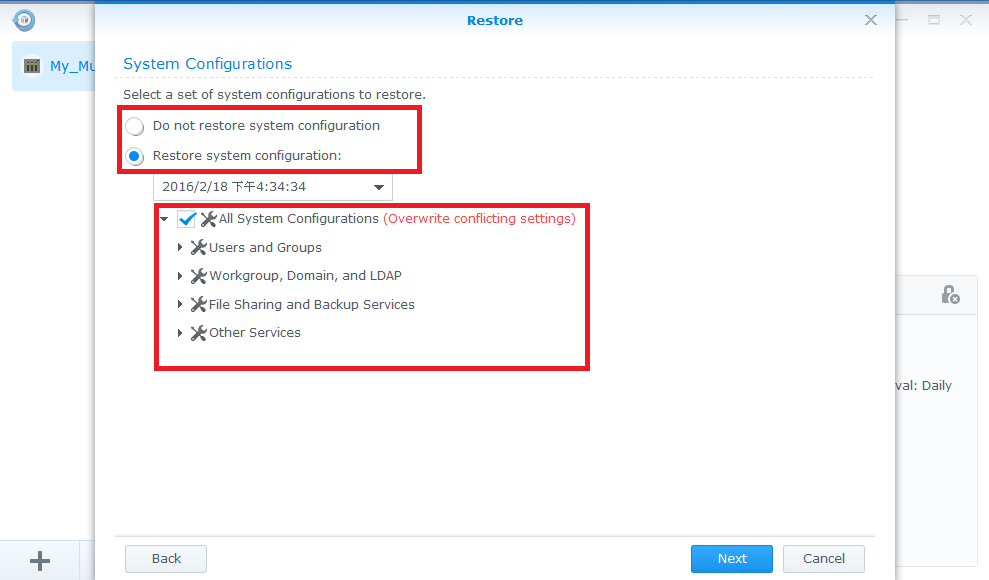 Restore
My_Mu
System Configurations
Select a set of system configurations to restore.
Do not restore system configuration
Restore system configuration:
2016/2/18 下午4:34:34
All System Configurations (Overwrite conflicting settings)
Users and Groups
Workgroup, Domain, and LDAP
File Sharing and Backup Services
Other Services
val: Daily
Back
Next
Cancel